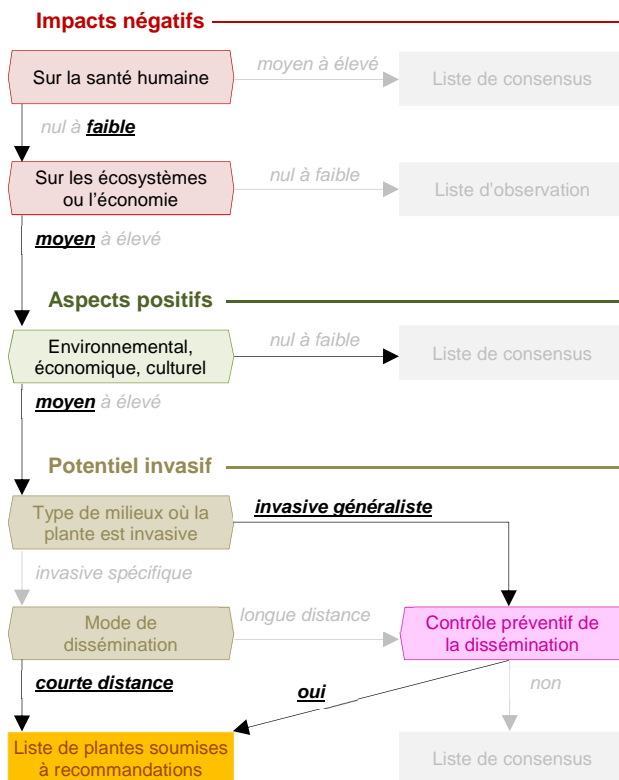 Impacts négatifs
Sur la santé humaine
moyen à élevé
Liste de consensus
nul à faible
Sur les écosystèmes
ou l'économie
nul à faible
Liste d'observation
moyen à élevé
Aspects positifs
Environnemental,
économique, culturel
nul à faible
Liste de consensus
moyen à élevé
Potentiel invasif
Type de milieux où la
plante est invasive
invasive généraliste
invasive spécifique
Mode de
dissémination
longue distance
Contrôle préventif de
la dissémination
courte distance
oui
non
Liste de plantes soumises
à recommandations
Liste de consensus